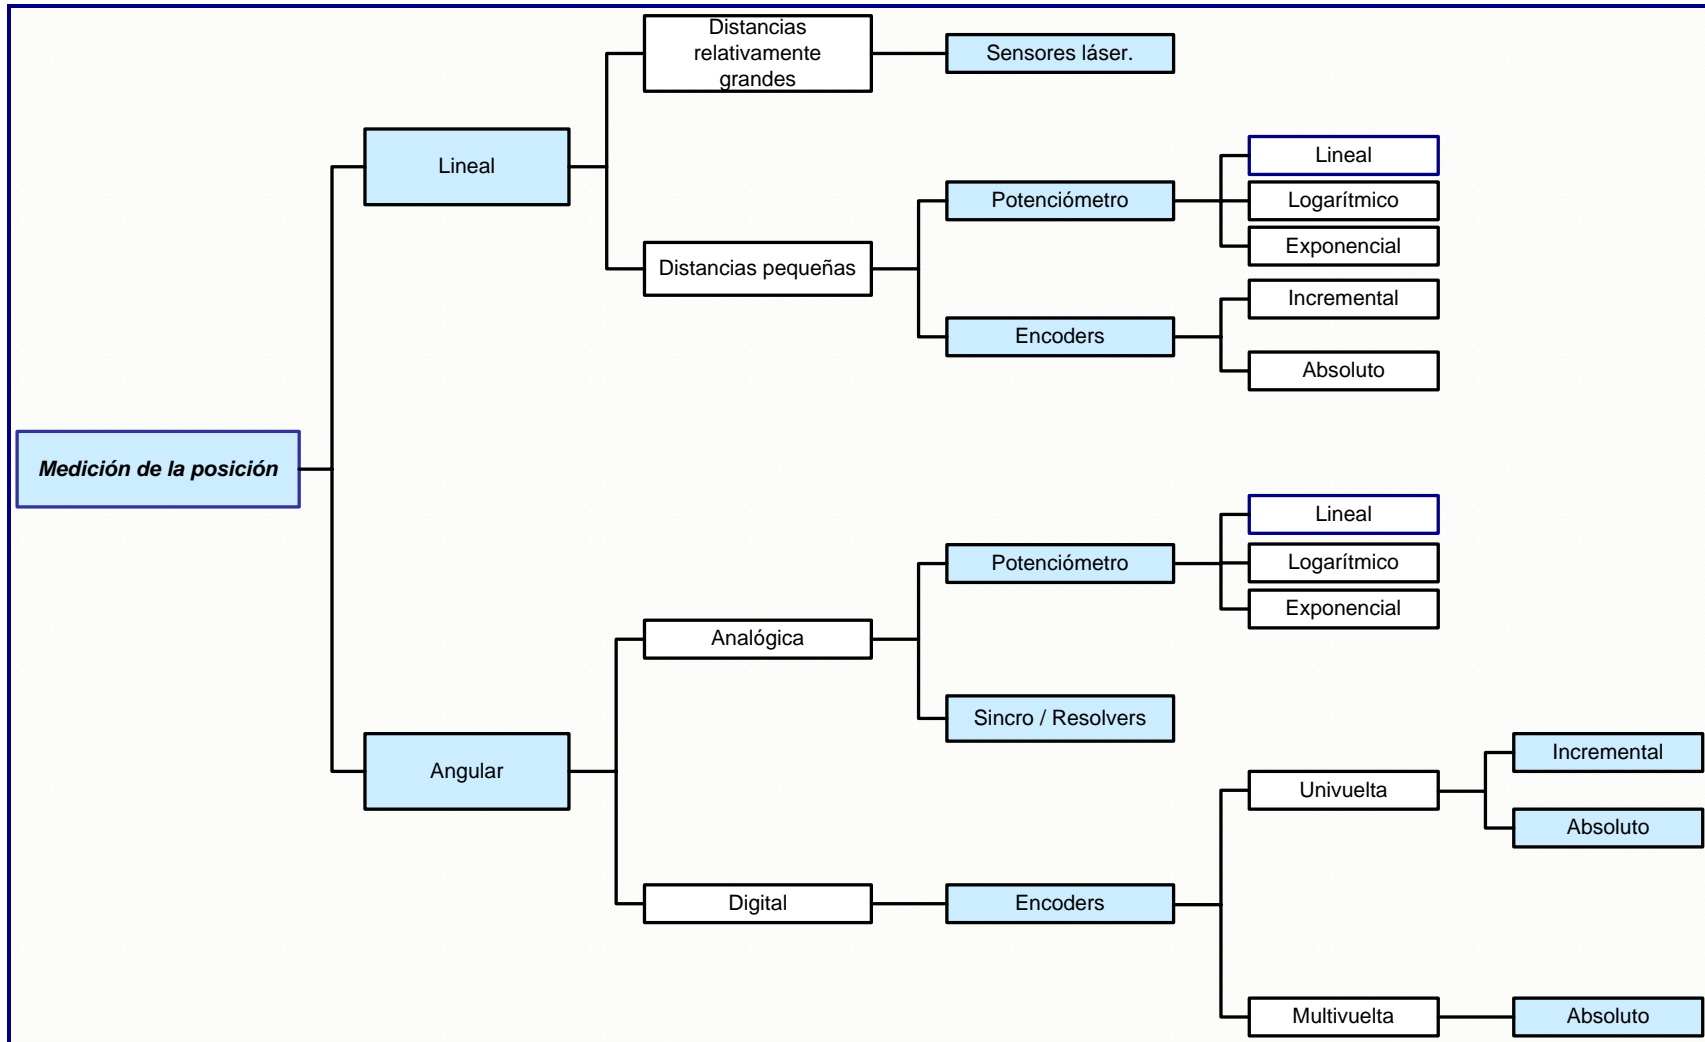 Distancias
relativamente
grandes
Sensores láser.
Lineal
Lineal
Potenciómetro
Logarítmico
Exponencial
Distancias pequeñas
Incremental
Encoders
Absoluto
Medición de la posición
Lineal
Potenciómetro
Logarítmico
Exponencial
Analógica
Sincro / Resolvers
Angular
Incremental
Univuelta
Absoluto
Digital
Encoders
Multivuelta
Absoluto